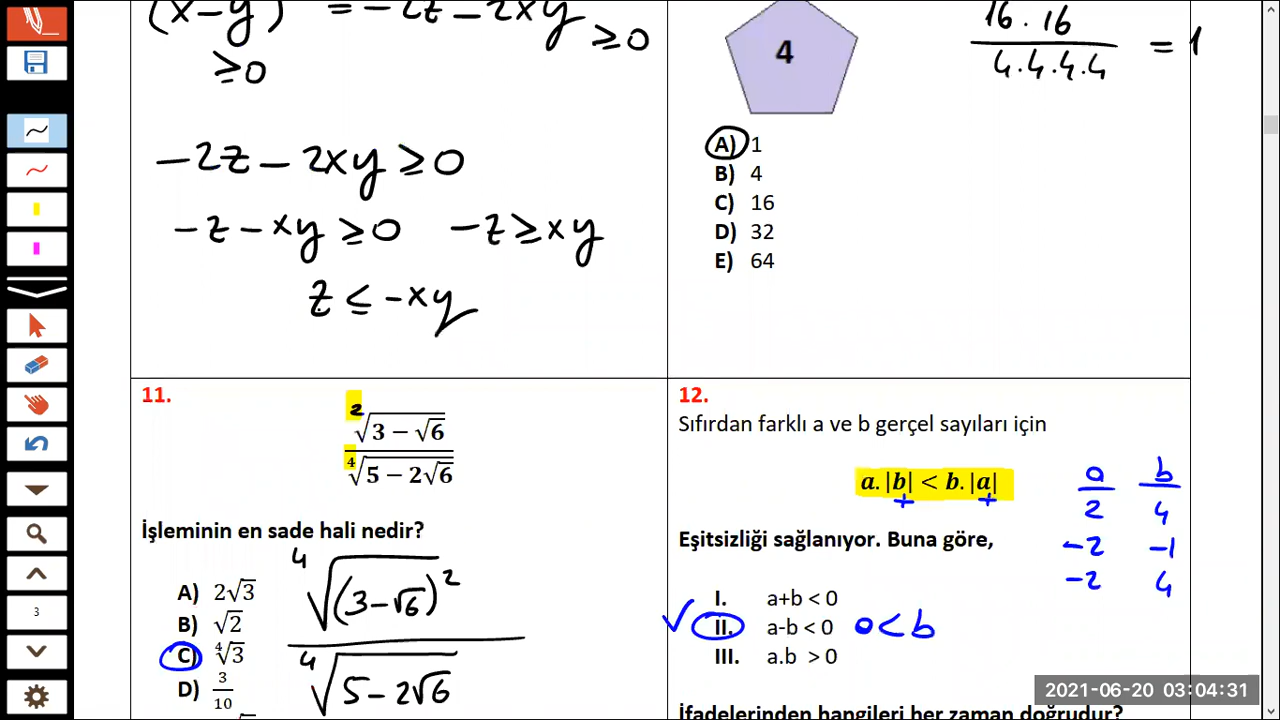 (x-y) = -2z-2xy ≥0
≥0
-2z-2xy≥0
-z-xy≥0 -z≥xy
z≤-xy
4
16.16
4.4.4.4
= 1
A) 1
B) 4
C) 16
D) 32
E) 64
11.
2√3 − √6
4√5 − 2√6
İşleminin en sade hali nedir?
A) 2√3
B) √2
C) 4√3
D) 3/10
4√(3-√6)2
4√5-2√6
12.
Sıfırdan farklı a ve b gerçel sayıları için
a.|b| < b.|a|
+ +
a b
2 4
-2 -1
-2 4
Eşitsizliği sağlanıyor. Buna göre,
I. a+b < 0
II. a-b < 0 a<b
III. a.b > 0
İfadelerinden hangileri her zaman doğrudur?
3
2021-06-20 03:04:31